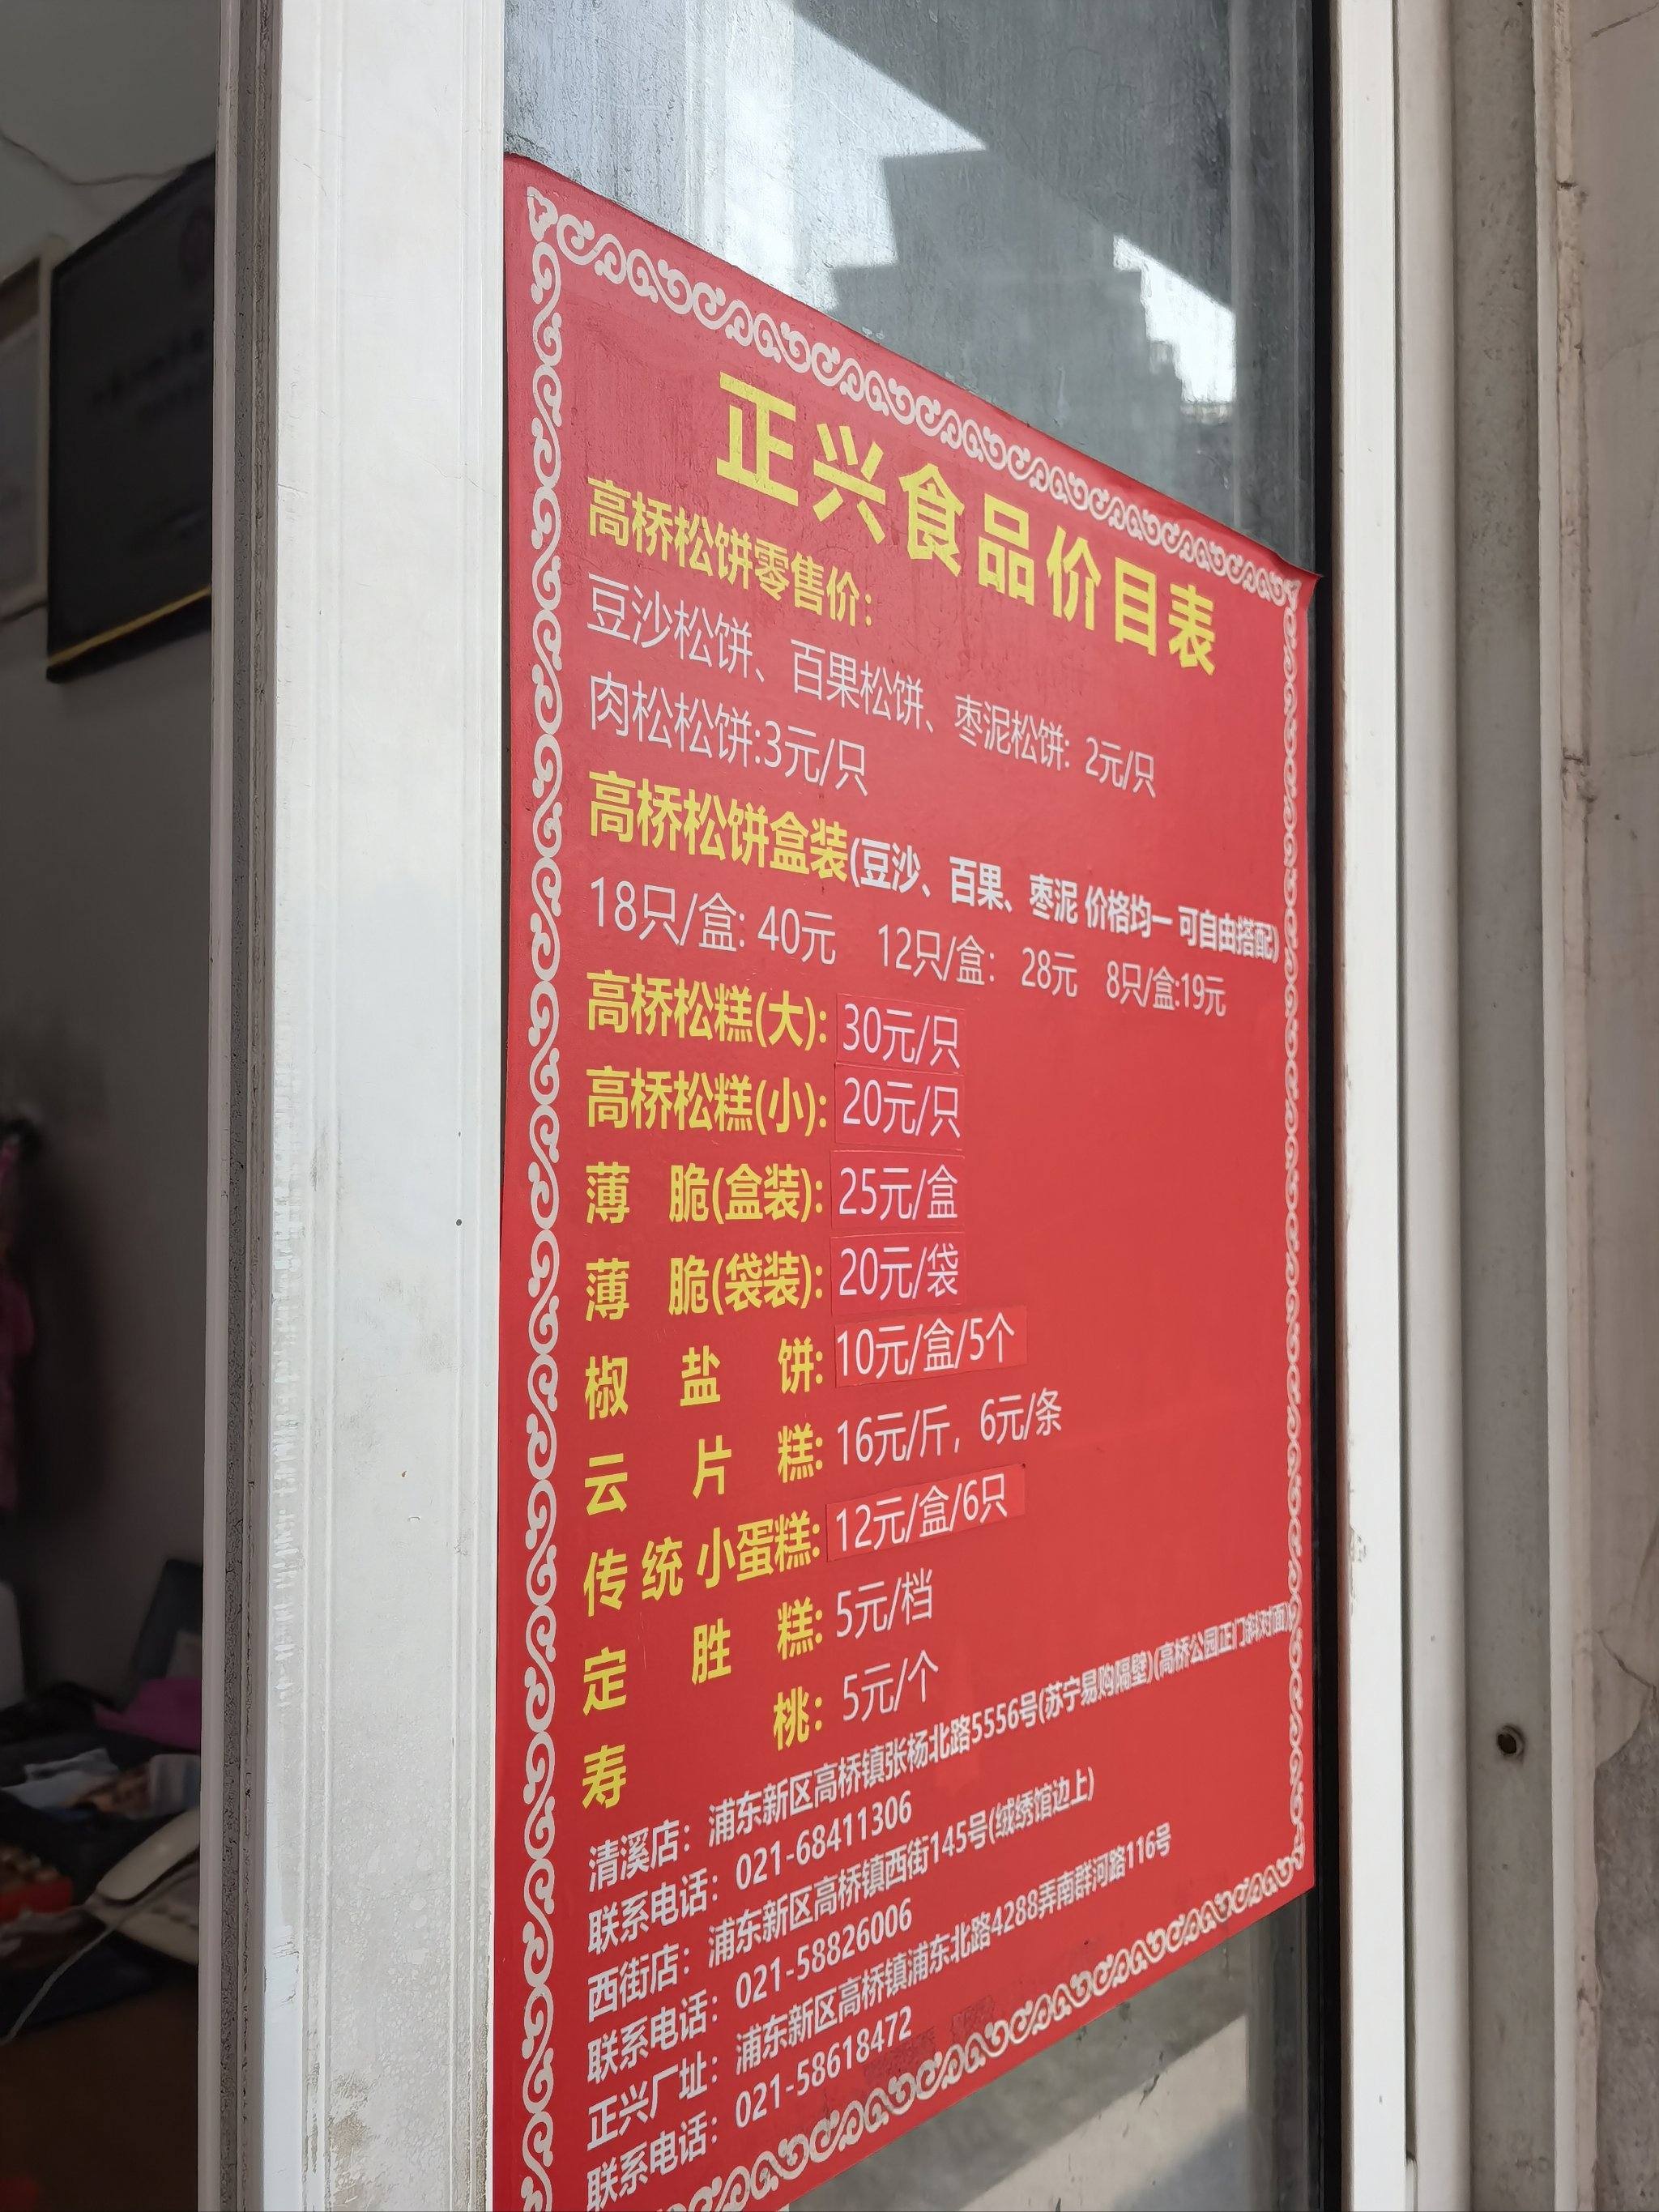 正兴食品价目表
高桥松饼零售价：
豆沙松饼、百果松饼、枣泥松饼：2元/只
肉松松饼:3元/只
高桥松饼盒装(豆沙、百果、枣泥 价格均一 可自由搭配)
18只/盒: 40元 12只/盒: 28元 8只/盒:19元
高桥松糕(大): 30元/只
高桥松糕(小): 20元/只
薄 脆(盒装): 25元/盒
薄 脆(袋装): 20元/袋
椒 盐 饼: 10元/盒/5个
云 片 糕: 16元/斤，6元/条
传统小蛋糕: 12元/盒/6只
定 胜 糕: 5元/档
寿 桃: 5元/个
清溪店：浦东新区高桥镇张杨北路5556号(苏宁易购隔壁)(高桥公园正门斜对面)
联系电话：021-68411306
西街店：浦东新区高桥镇西街145号(绒绣馆边上)
联系电话：021-58826006
正兴厂址：浦东新区高桥镇浦东北路4288弄南群河路116号
联系电话：021-58618472